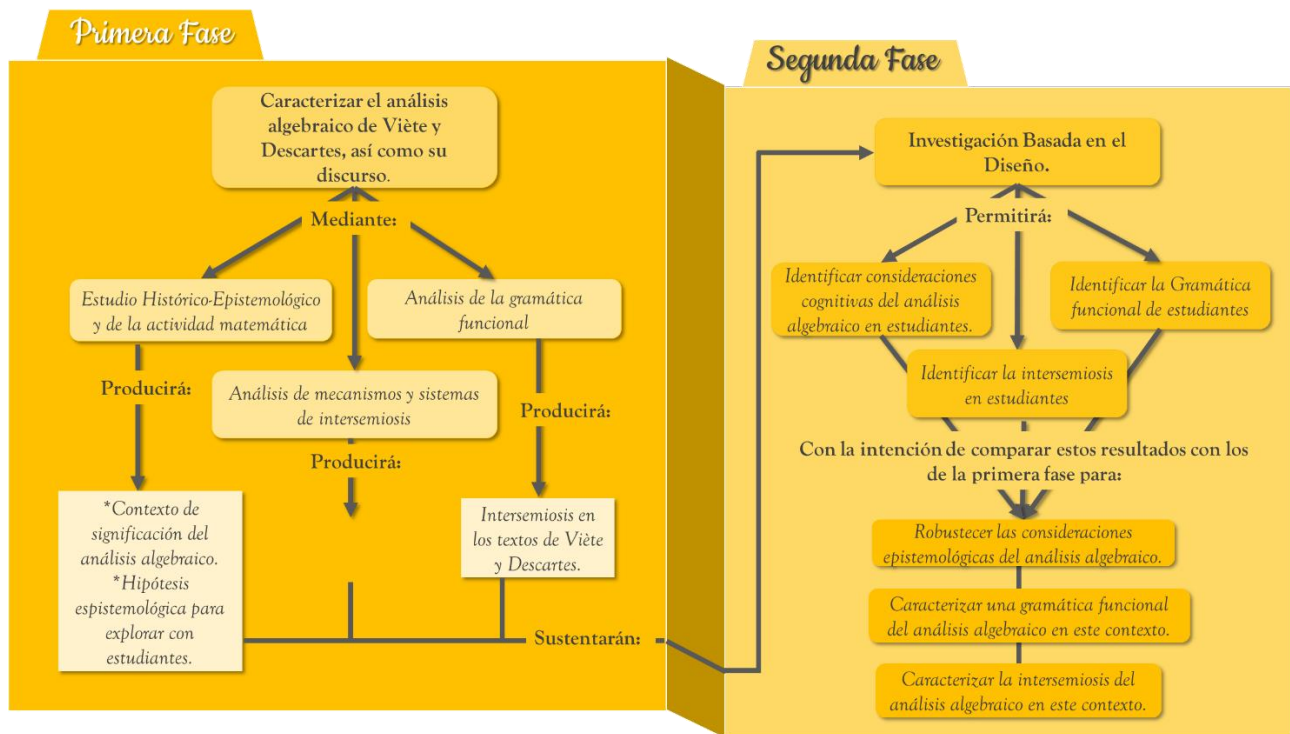 Primera Fase
Caracterizar el análisis
algebraico de Viète y
Descartes, así como su
discurso.
Mediante:
Estudio Histórico-Epistemológico
y de la actividad matemática
Análisis de la gramática
funcional
Producirá:
Análisis de mecanismos y sistemas
de intersemiosis
Producirá:
Producirá:
*Contexto de
significación del
análisis algebraico.
*Hipótesis
espistemológica para
explorar con
estudiantes.
Intersemiosis en
los textos de Viète
y Descartes.
Sustentarán:
Segunda Fase
Investigación Basada en el
Diseño.
Permitirá:
Identificar consideraciones
cognitivas del análisis
algebraico en estudiantes.
Identificar la Gramática
funcional de estudiantes
Identificar la intersemiosis
en estudiantes
Con la intención de comparar estos resultados con los
de la primera fase para:
Robustecer las consideraciones
epistemológicas del análisis algebraico.
Caracterizar una gramática funcional
del análisis algebraico en este contexto.
Caracterizar la intersemiosis del
análisis algebraico en este contexto.